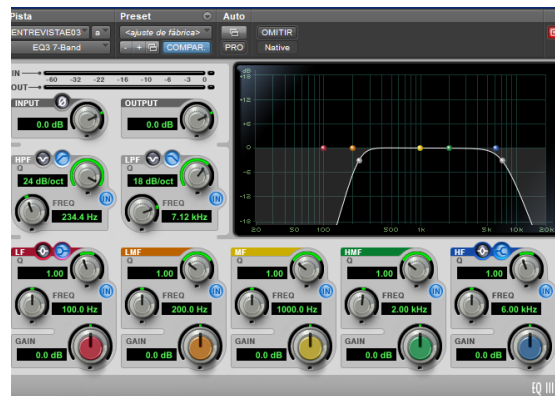 Pista Preset Auto
ENTREVISTAE03 a <ajuste de fábrica> OMITIR
EQ3 7-Band - + COMPAR. PRO Native
IN
-60 -32 -22 -16 -10 -6 -3 0
OUT
INPUT Ø OUTPUT
0.0 dB 0.0 dB
HPF LPF
Q Q
24 dB/oct 18 dB/oct
IN IN
FREQ FREQ
234.4 Hz 7.12 kHz
dB
+18
+12
+6
0
-6
-12
-18
20 50 100 500 1K 5K 10K 20K
LF LMF MF HMF HF
Q Q Q Q Q
1.00 1.00 1.00 1.00 1.00
IN IN IN IN IN
FREQ FREQ FREQ FREQ FREQ
100.0 Hz 200.0 Hz 1000.0 Hz 2.00 kHz 6.00 kHz
GAIN GAIN GAIN GAIN GAIN
0.0 dB 0.0 dB 0.0 dB 0.0 dB 0.0 dB
EQ III